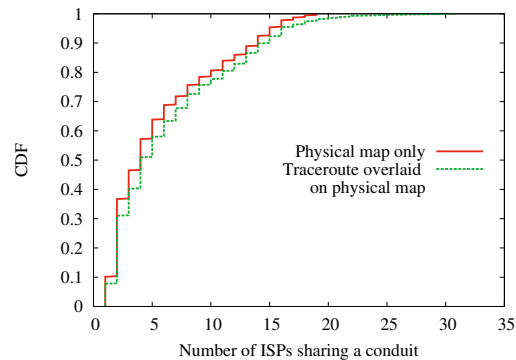 1
0.9
0.8
0.7
0.6
0.5
0.4
0.3
0.2
0.1
0
CDF
Physical map only
Traceroute overlaid
on physical map
0 5 10 15 20 25 30 35
Number of ISPs sharing a conduit